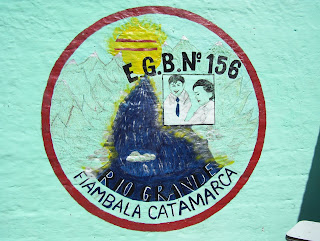 E.G.B. Nº 156
RIO GRANDE
FIAMBALA CATAMARCA